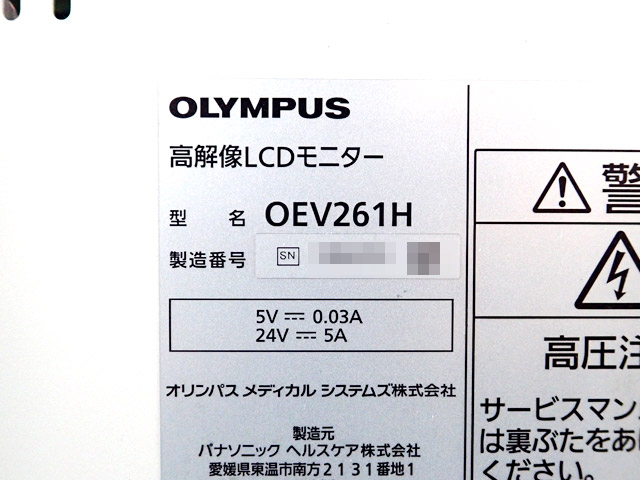 OLYMPUS
高解像LCDモニター
型 名 OEV261H
製造番号 SN
5V⎓0.03A
24V⎓5A
オリンパス メディカル システムズ株式会社
製造元
パナソニック ヘルスケア株式会社
愛媛県東温市南方2131番地1
警
高圧注
サービスマン
は裏ぶたをあ
ください。